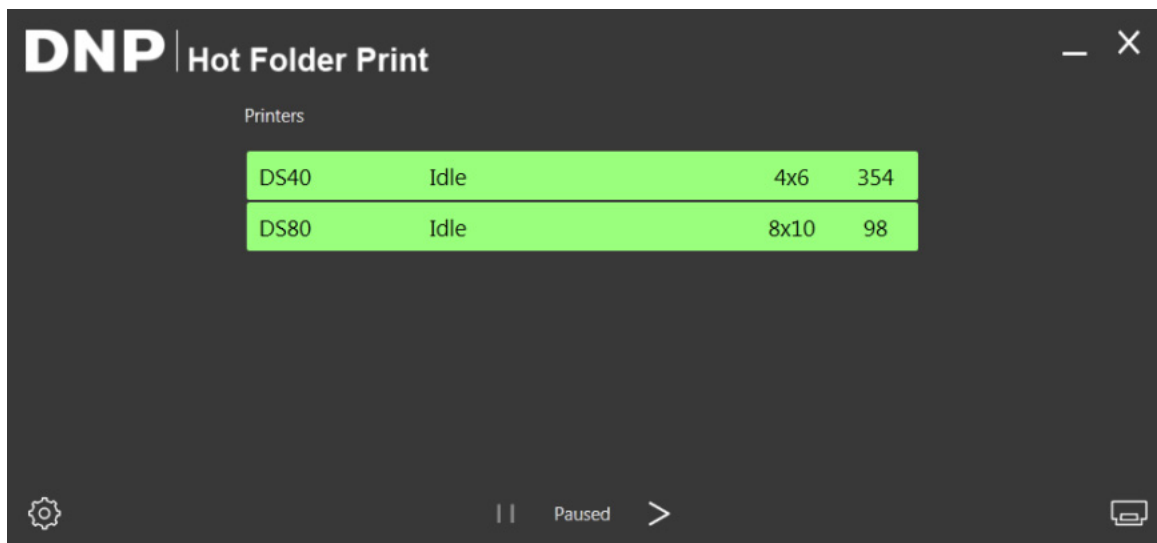 DNP Hot Folder Print
Printers
DS40 Idle 4x6 354
DS80 Idle 8x10 98
Paused